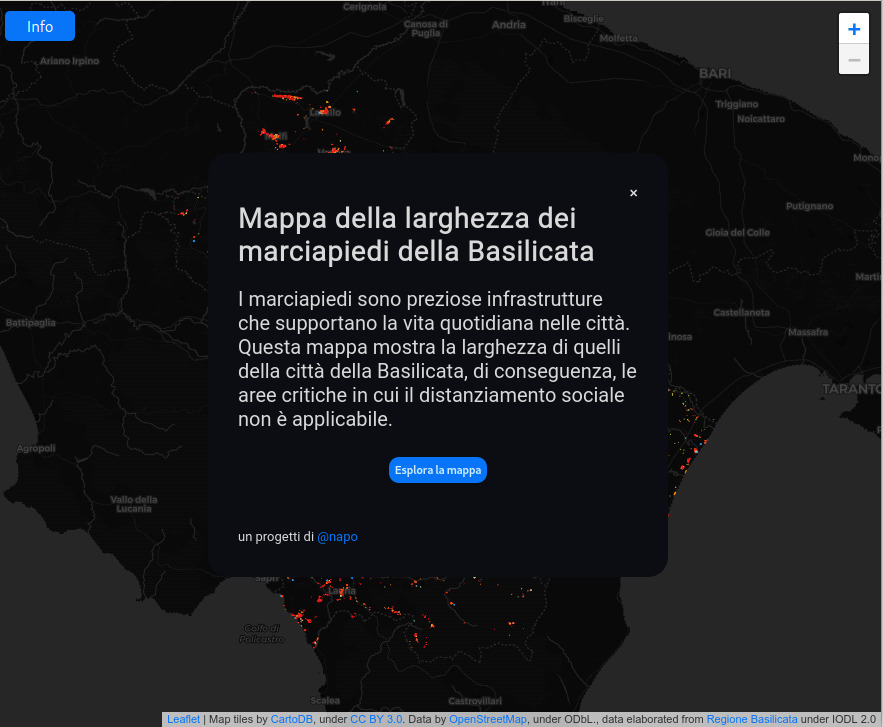 Info
+
−
Cerignola
Trani
Canosa di
Puglia
Andria
Bisceglie
Molfetta
Ariano Irpino
BARI
Triggiano
Noicattaro
Putignano
Gioia del Colle
Castellaneta
Massafra
TARANTO
Battipaglia
Agropoli
Vallo della
Lucania
×
Mappa della larghezza dei
marciapiedi della Basilicata
I marciapiedi sono preziose infrastrutture
che supportano la vita quotidiana nelle città.
Questa mappa mostra la larghezza di quelli
della città della Basilicata, di conseguenza, le
aree critiche in cui il distanziamento sociale
non è applicabile.
Esplora la mappa
un progetti di @napo
Sapri
Lauria
Golfo di
Policastro
Scalea
Castrovillari
Leaflet | Map tiles by CartoDB, under CC BY 3.0. Data by OpenStreetMap, under ODbL., data elaborated from Regione Basilicata under IODL 2.0